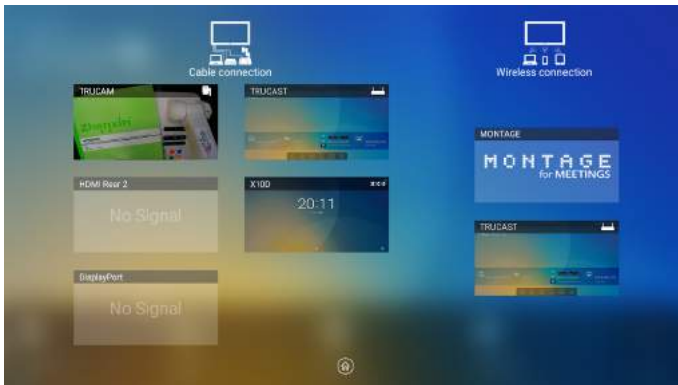 Cable connection
Wireless connection
TRUCAM
TRUCAST
MONTAGE
MONTAGE
for MEETINGS
HDMI Rear 2
No Signal
X10D
20:11
TRUCAST
DisplayPort
No Signal